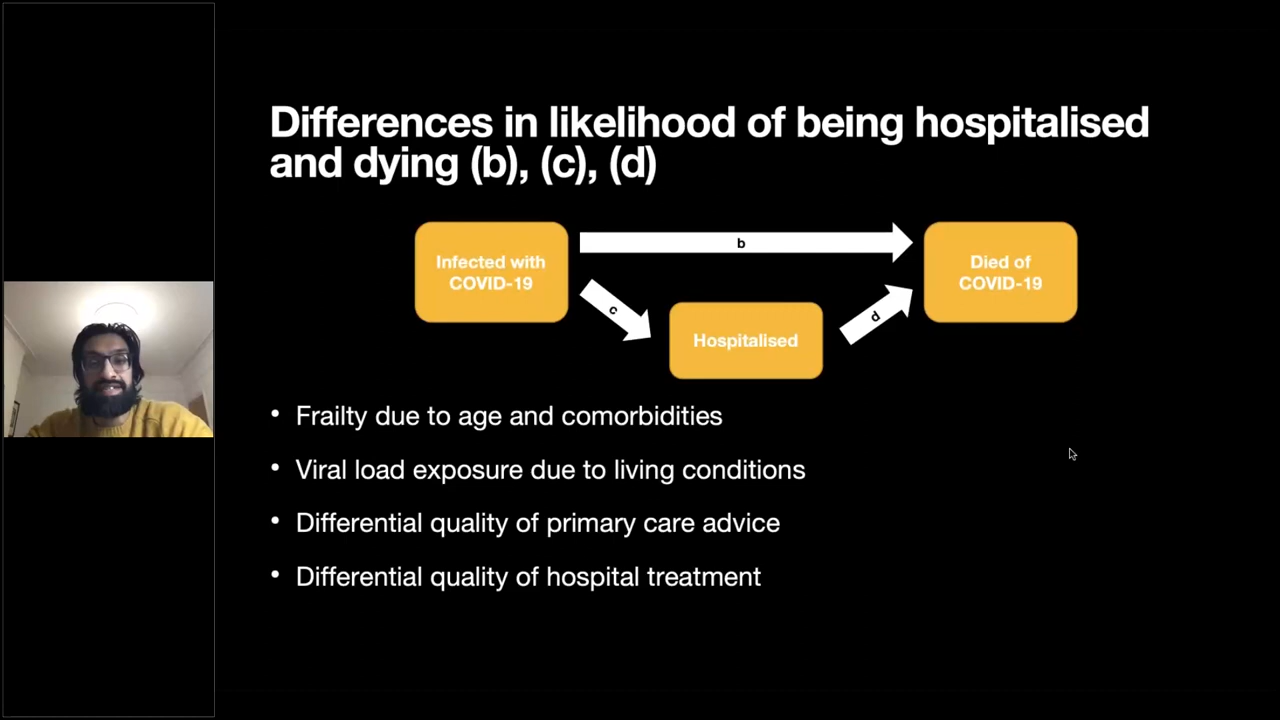 Differences in likelihood of being hospitalised
and dying (b), (c), (d)
Infected with
COVID-19
b
Died of
COVID-19
c
d
Hospitalised
• Frailty due to age and comorbidities
• Viral load exposure due to living conditions
• Differential quality of primary care advice
• Differential quality of hospital treatment